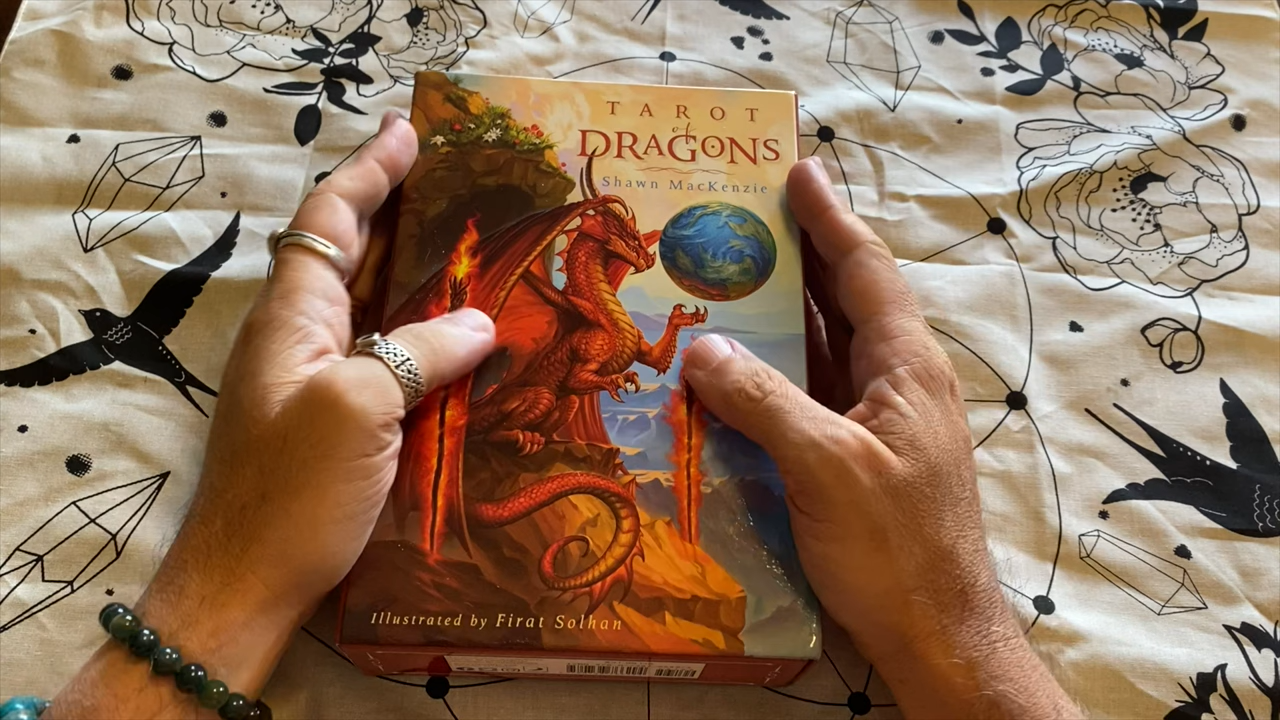 TAROT
of
DRAGONS
Shawn MacKenzie
Illustrated by Firat Solhan